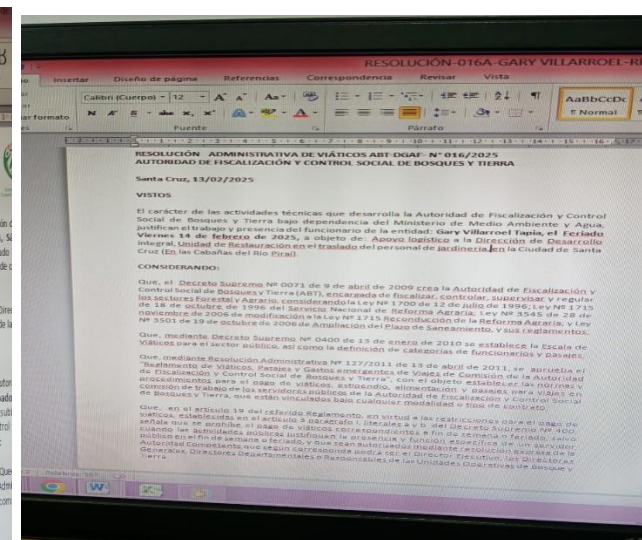 RESOLUCIÓN-016A-GARY VILLARROEL-RE
Insertar Diseño de página Referencias Correspondencia Revisar Vista
Calibri (Cuerpo) 12
AaBbCcDc
¶ Normal
Fuente Párrafo
RESOLUCIÓN ADMINISTRATIVA DE VIÁTICOS ABT-DGAF- N° 016/2025
AUTORIDAD DE FISCALIZACIÓN Y CONTROL SOCIAL DE BOSQUES Y TIERRA
Santa Cruz, 13/02/2025
VISTOS
El carácter de las actividades técnicas que desarrolla la Autoridad de Fiscalización y Control
Social de Bosques y Tierra bajo dependencia del Ministerio de Medio Ambiente y Agua,
justifican el trabajo y presencia del funcionario de la entidad: Gary Villarroel Tapia, el Feriado
Viernes 14 de febrero de 2025, a objeto de: Apoyo logístico a la Dirección de Desarrollo
integral, Unidad de Restauración en el traslado del personal de jardinería en la Ciudad de Santa
Cruz (En las Cabañas del Río Piraí).
CONSIDERANDO:
Que, el Decreto Supremo N° 0071 de 9 de abril de 2009 crea la Autoridad de Fiscalización y
Control Social de Bosques y Tierra (ABT), encargada de fiscalizar, controlar, supervisar y regular
los sectores Forestal y Agrario, considerando la Ley N° 1700 de 12 de julio de 1996; Ley N° 1715
de 18 de octubre de 1996 del Servicio Nacional de Reforma Agraria; Ley N° 3545 de 28 de
noviembre de 2006 de modificación a la Ley N° 1715 Reconducción de la Reforma Agraria; y Ley
N° 3501 de 19 de octubre de 2006 de Ampliación del Plazo de Saneamiento, y sus reglamentos.
Que, mediante Decreto Supremo N° 0400 de 13 de enero de 2010 se establece la Escala de
Viáticos para el sector público, así como la definición de categorías de funcionarios y pasajes.
Que, mediante Resolución Administrativa N° 127/2011 de 13 de abril de 2011, se aprueba el
"Reglamento de Viáticos, Pasajes y Gastos emergentes de Viajes de Comisión de la Autoridad
de Fiscalización y Control Social de Bosques y Tierra", con el objeto establecer las normas y
procedimientos para el pago de viáticos, estipendio, alimentación y pasajes para viajes en
comisión de trabajo de los servidores públicos de la Autoridad de Fiscalización y Control Social
de Bosques y Tierra, que están vinculados bajo cualquier modalidad o tipo de contrato.
Que, en el artículo 19 del referido Reglamento, en virtud a las restricciones para el pago de
viáticos, establecidas en el artículo 5 parágrafo I, literales a y b del Decreto Supremo N° 400,
señala que se prohíbe el pago de viáticos correspondientes a fin de semana o feriado, salvo
cuando las actividades públicas justifiquen la presencia y función específica de un servidor
público en el fin de semana o feriado, y que sean autorizados mediante resolución expresa de la
Autoridad Competente que según corresponda podrá ser el Director Ejecutivo, los Directores
Generales, Directores Departamentales o Responsables de las Unidades Operativas de Bosque y
Tierra.